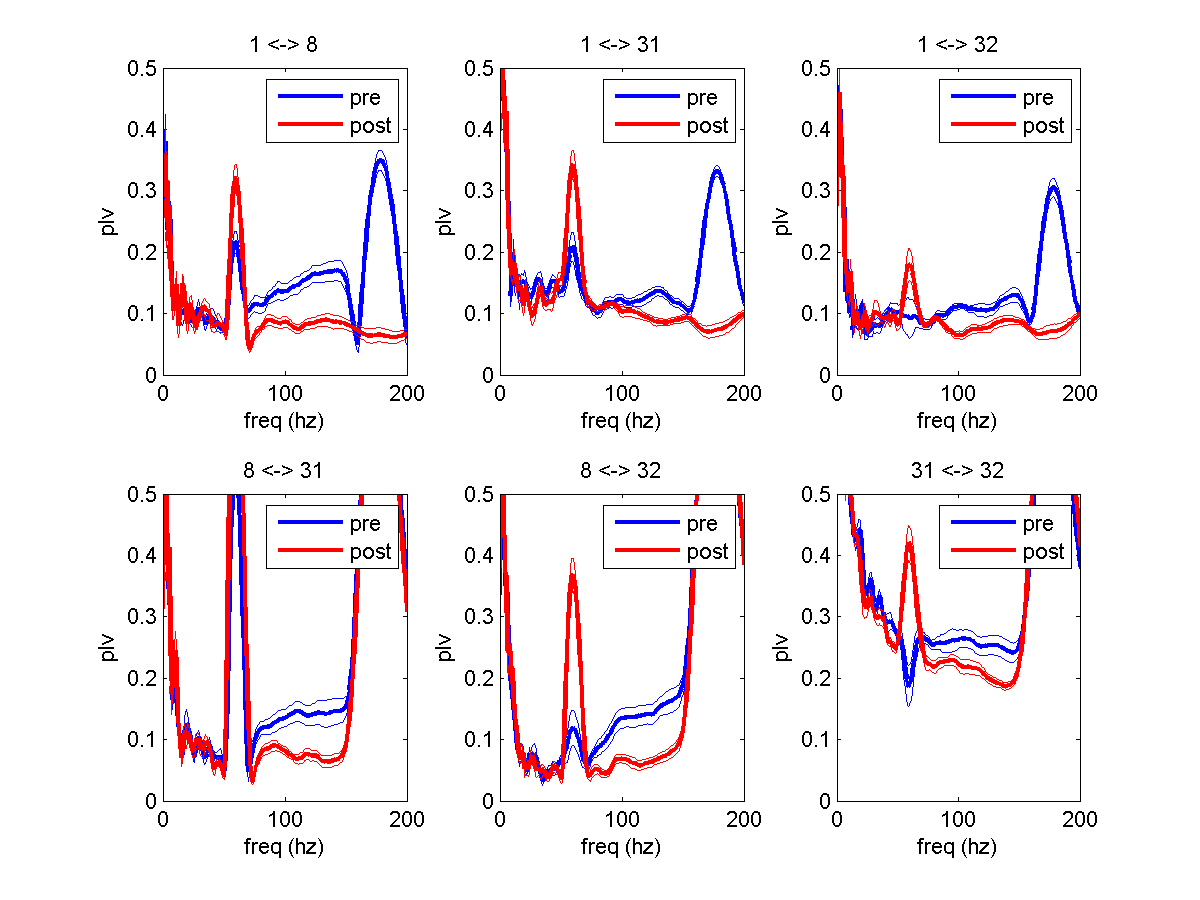 1 <-> 8
1 <-> 31
1 <-> 32
0.5
0.4
0.3
0.2
0.1
0
plv
pre
post
0
100
200
freq (hz)
0.5
0.4
0.3
0.2
0.1
0
plv
pre
post
0
100
200
freq (hz)
0.5
0.4
0.3
0.2
0.1
0
plv
pre
post
0
100
200
freq (hz)
8 <-> 31
8 <-> 32
31 <-> 32
0.5
0.4
0.3
0.2
0.1
0
plv
pre
post
0
100
200
freq (hz)
0.5
0.4
0.3
0.2
0.1
0
plv
pre
post
0
100
200
freq (hz)
0.5
0.4
0.3
0.2
0.1
0
plv
pre
post
0
100
200
freq (hz)